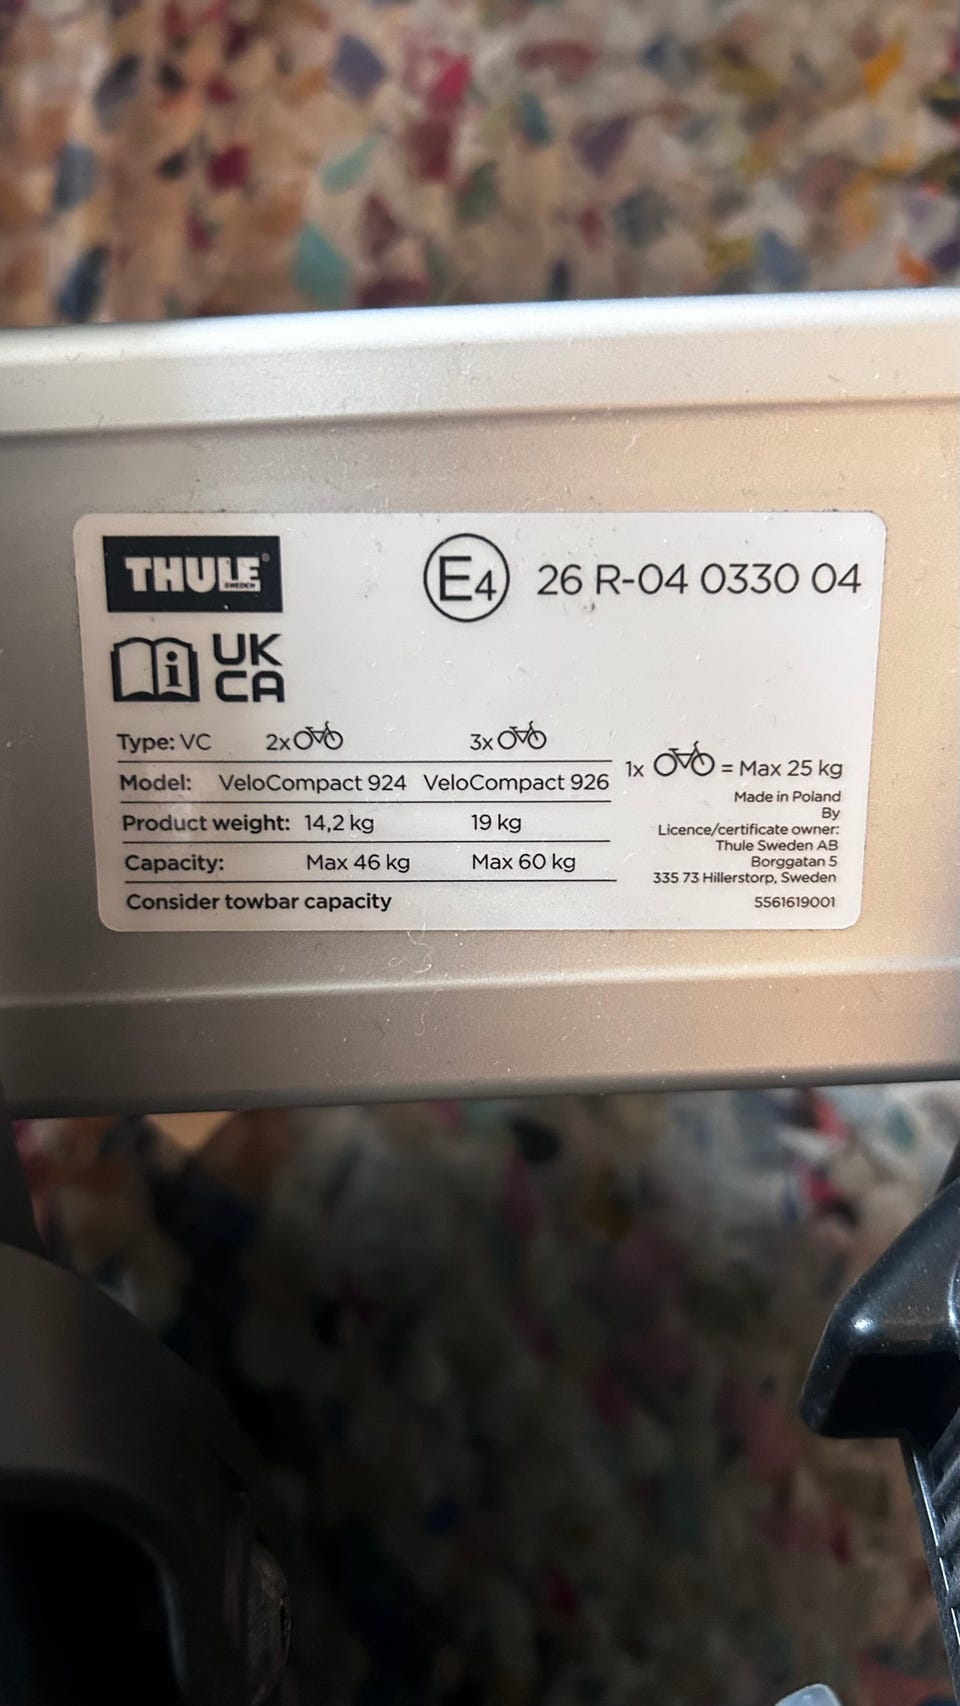 THULE®
SWEDEN
E4 26 R-04 0330 04
i UK
CA
Type: VC 2x 3x
Model: VeloCompact 924 VeloCompact 926
Product weight: 14,2 kg 19 kg
Capacity: Max 46 kg Max 60 kg
Consider towbar capacity
1x = Max 25 kg
Made in Poland
By
Licence/certificate owner:
Thule Sweden AB
Borggatan 5
335 73 Hillerstorp, Sweden
5561619001